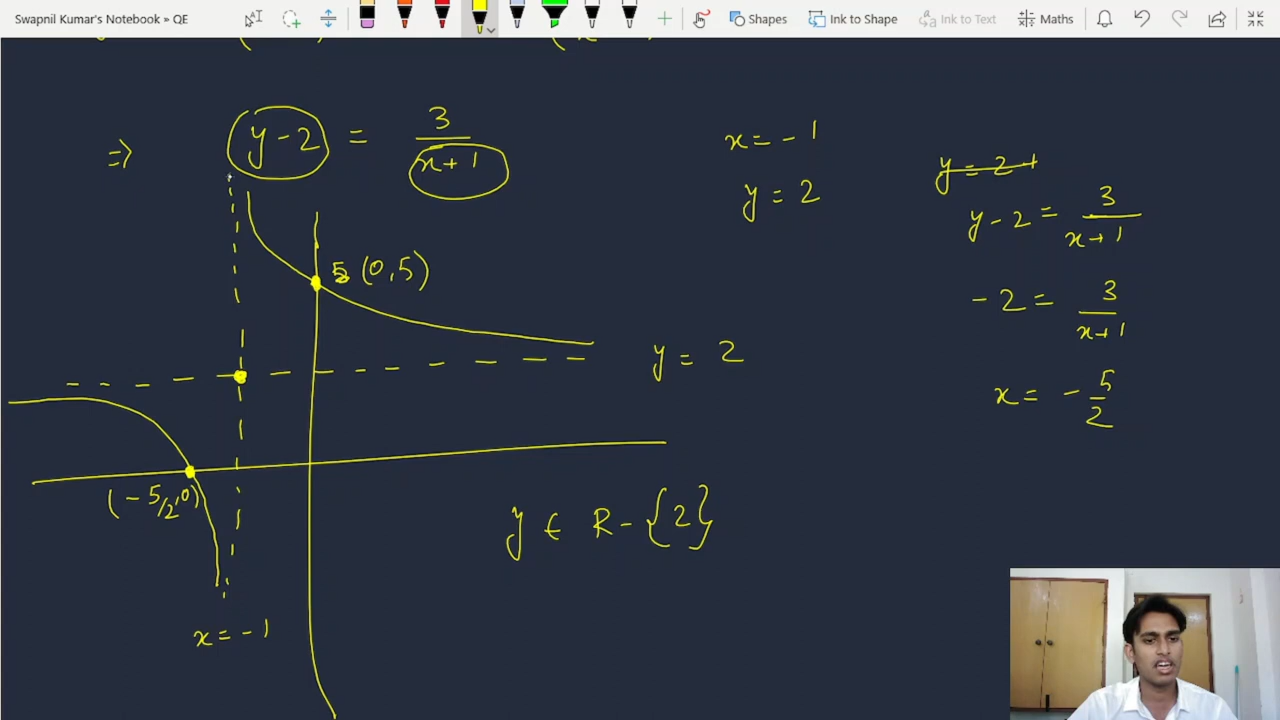 Swapnil Kumar's Notebook » QE
Shapes
Ink to Shape
Ink to Text
Maths
⇒ y-2 = 3/(x+1)
x = -1
y = 2
y = 2 +
y-2 = 3/(x+1)
-2 = 3/(x+1)
x = -5/2
5 (0,5)
y = 2
(-5/2,0)
y ∈ R - {2}
x = -1